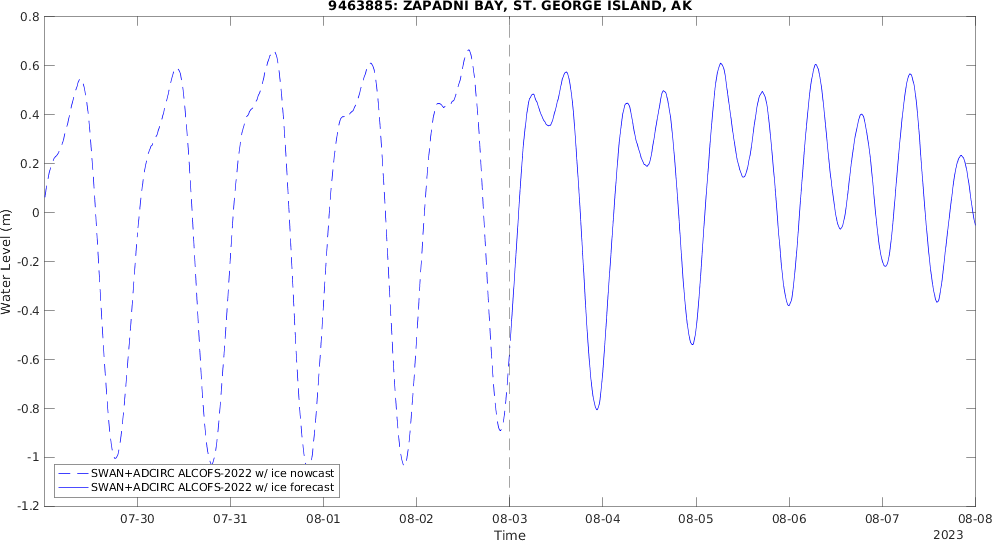 9463885: ZAPADNI BAY, ST. GEORGE ISLAND, AK
0.8
0.6
0.4
0.2
0
-0.2
-0.4
-0.6
-0.8
-1
-1.2
Water Level (m)
SWAN+ADCIRC ALCOFS-2022 w/ ice nowcast
SWAN+ADCIRC ALCOFS-2022 w/ ice forecast
07-30 07-31 08-01 08-02 08-03 08-04 08-05 08-06 08-07 08-08
Time
2023